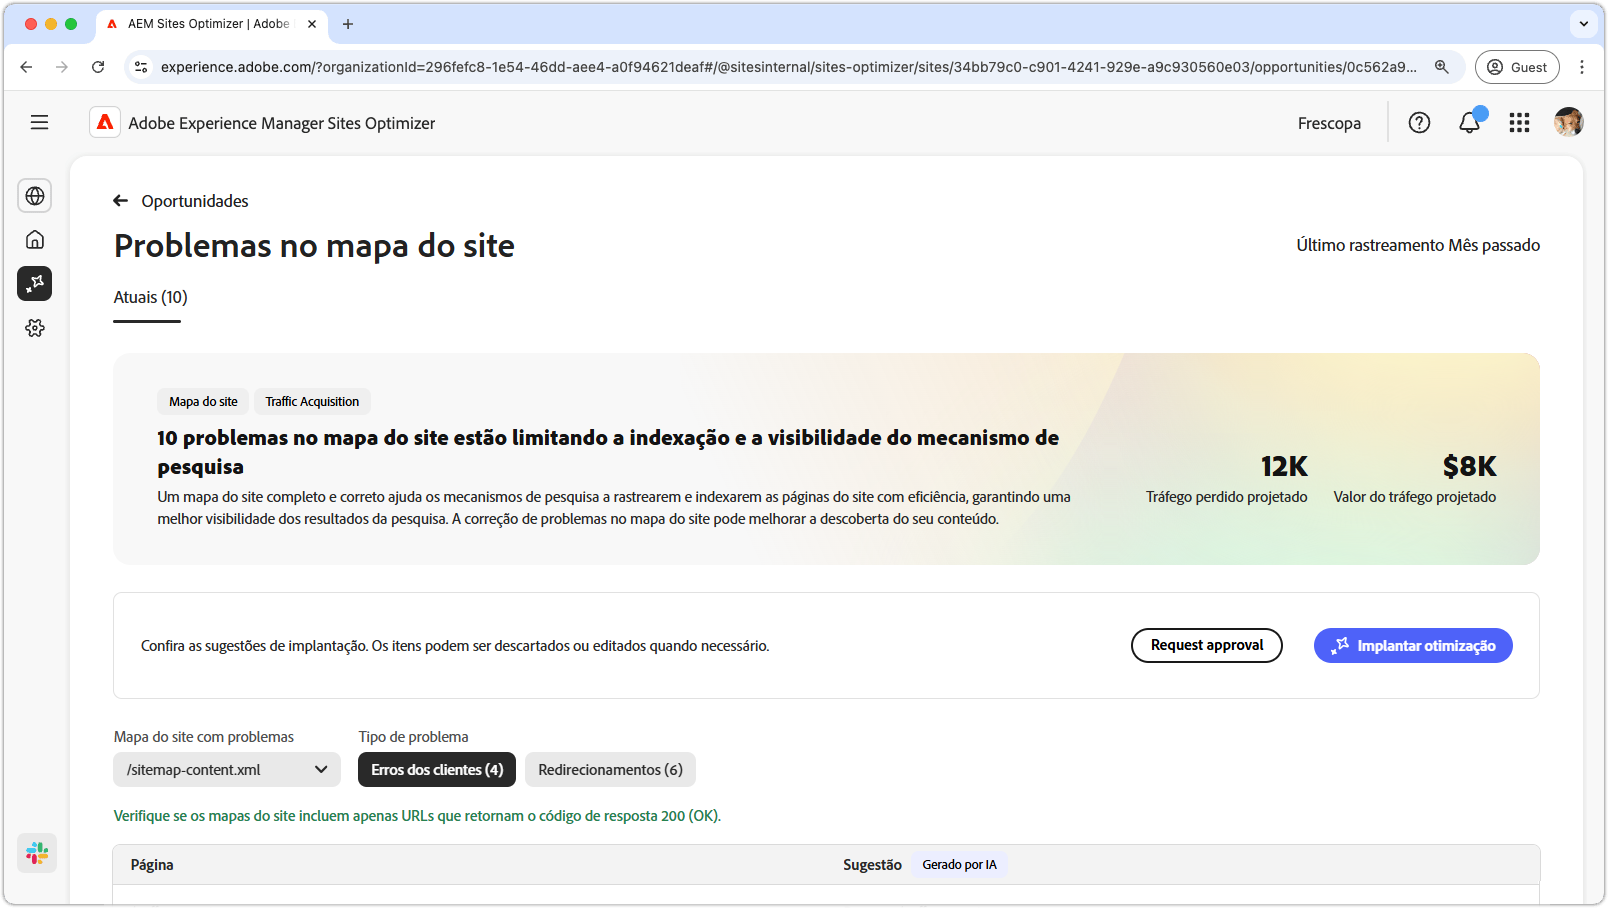 AEM Sites Optimizer | Adobe
experience.adobe.com/?organizationId=296fefc8-1e54-46dd-aee4-a0f94621deaf#/@sitesinternal/sites-optimizer/sites/34bb79c0-c901-4241-929e-a9c930560e03/opportunities/0c562a9...
Guest
Adobe Experience Manager Sites Optimizer
Frescopa
Oportunidades
Problemas no mapa do site
Último rastreamento Mês passado
Atuais (10)
Mapa do site
Traffic Acquisition
10 problemas no mapa do site estão limitando a indexação e a visibilidade do mecanismo de
pesquisa
Um mapa do site completo e correto ajuda os mecanismos de pesquisa a rastrearem e indexarem as páginas do site com eficiência, garantindo uma
melhor visibilidade dos resultados da pesquisa. A correção de problemas no mapa do site pode melhorar a descoberta do seu conteúdo.
12K
Tráfego perdido projetado
$8K
Valor do tráfego projetado
Confira as sugestões de implantação. Os itens podem ser descartados ou editados quando necessário.
Request approval
Implantar otimização
Mapa do site com problemas
Tipo de problema
/sitemap-content.xml
Erros dos clientes (4)
Redirecionamentos (6)
Verifique se os mapas do site incluem apenas URLs que retornam o código de resposta 200 (OK).
Página
Sugestão
Gerado por IA